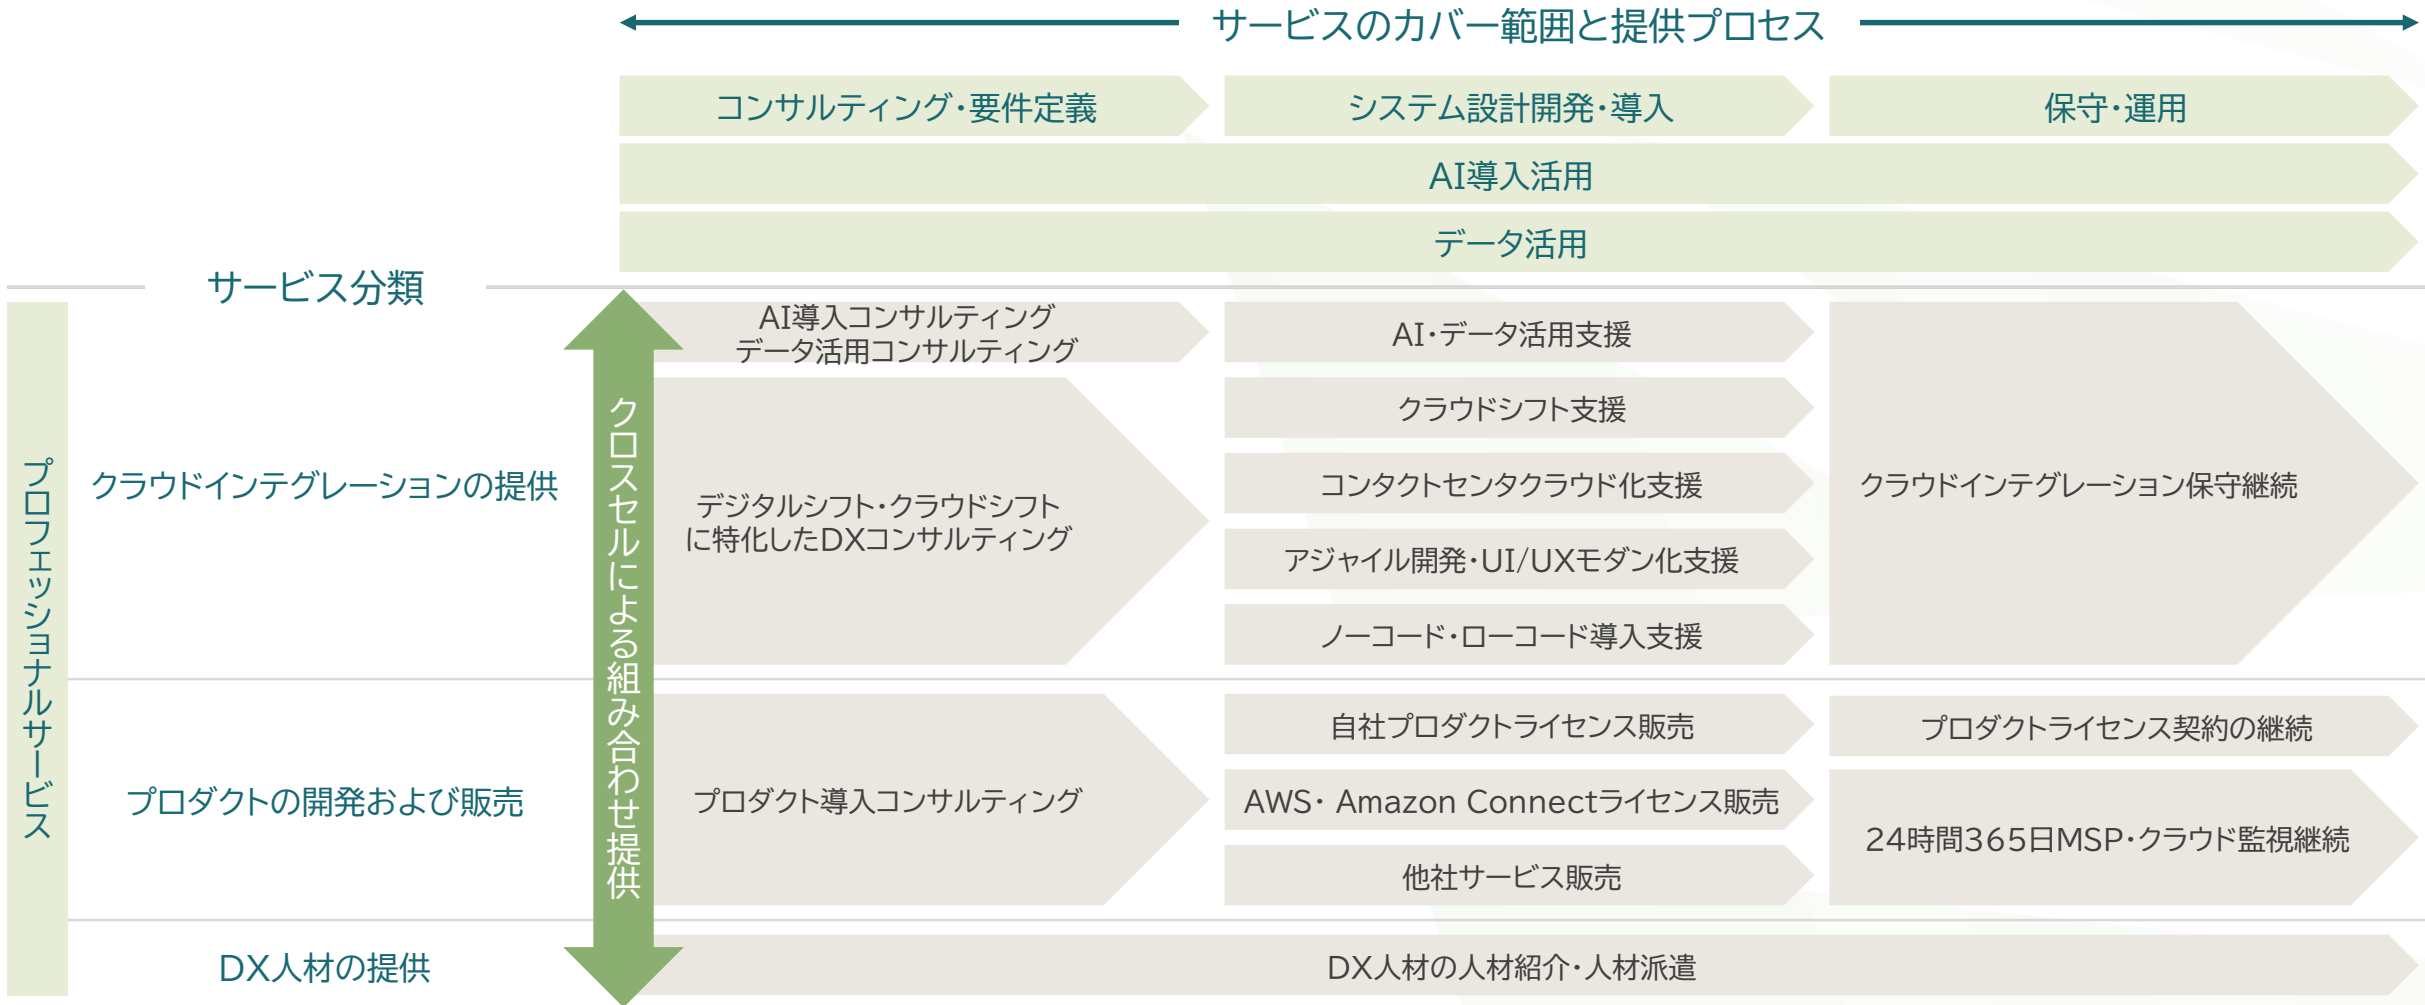 サービスのカバー範囲と提供プロセス
コンサルティング・要件定義
システム設計開発・導入
保守・運用
AI導入活用
データ活用
サービス分類
プロフェッショナルサービス
クロスセルによる組み合わせ提供
クラウドインテグレーションの提供
AI導入コンサルティング
データ活用コンサルティング
デジタルシフト・クラウドシフト
に特化したDXコンサルティング
AI・データ活用支援
クラウドシフト支援
コンタクトセンタクラウド化支援
アジャイル開発・UI/UXモダン化支援
ノーコード・ローコード導入支援
クラウドインテグレーション保守継続
プロダクトの開発および販売
プロダクト導入コンサルティング
自社プロダクトライセンス販売
AWS・ Amazon Connectライセンス販売
他社サービス販売
プロダクトライセンス契約の継続
24時間365日MSP・クラウド監視継続
DX人材の提供
DX人材の人材紹介・人材派遣